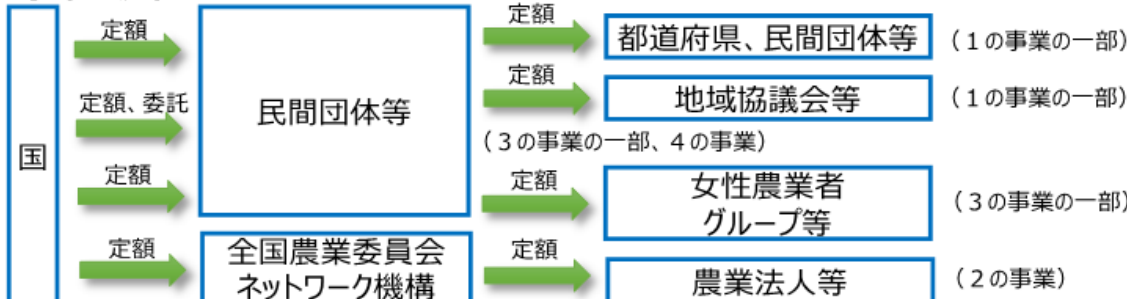 定額
定額
都道府県、民間団体等
(1の事業の一部)
定額、委託
民間団体等
定額
地域協議会等
(1の事業の一部)
(3の事業の一部、4の事業)
国
定額
定額
女性農業者
グループ等
(3の事業の一部)
定額
全国農業委員会
ネットワーク機構
定額
農業法人等
(2の事業)